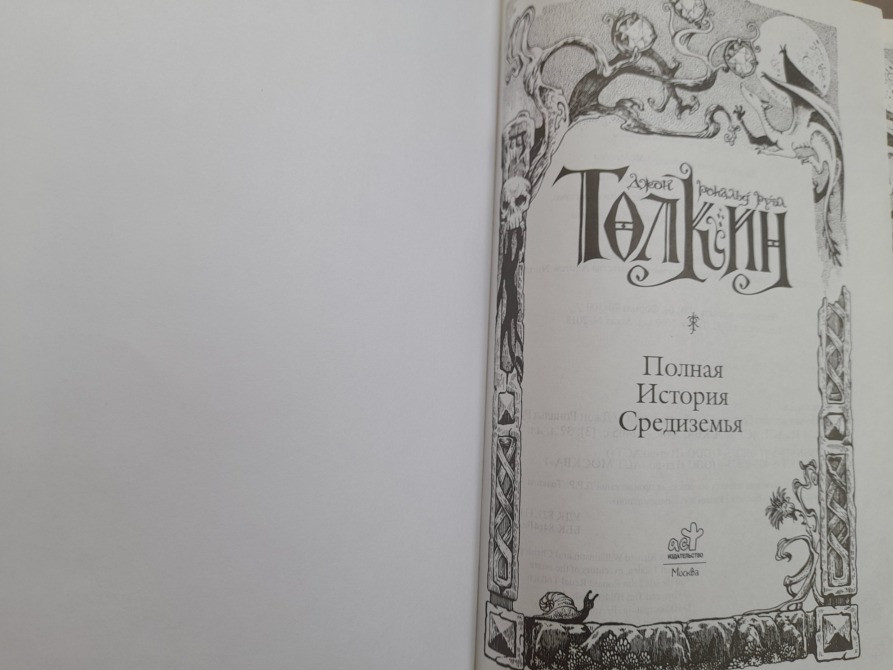 Джон Рональд Руэл
Толкин
Полная
История
Средиземья
аст
издательство
Москва